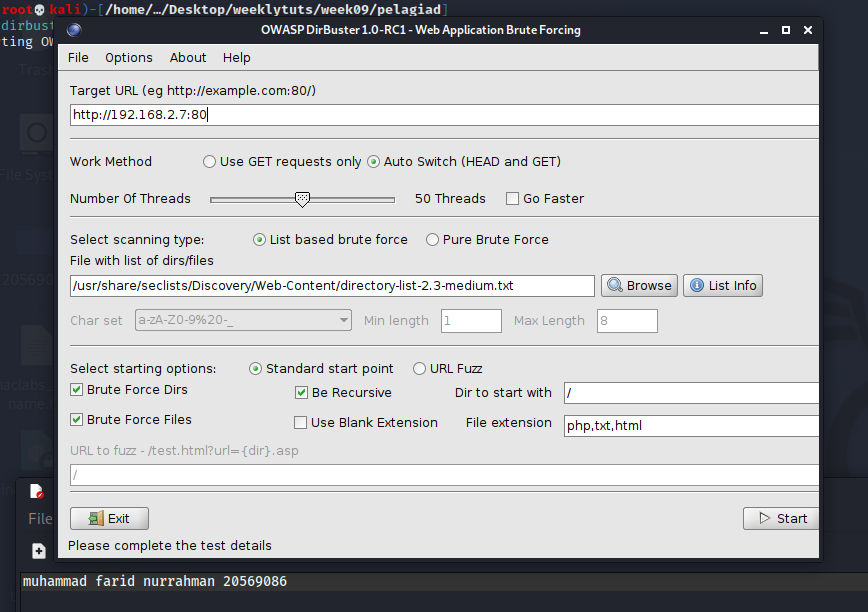 root💀kali)-[/home/…/Desktop/weeklytuts/week09/pelagiad]
dirbust
ting OW
OWASP DirBuster 1.0-RC1 - Web Application Brute Forcing
File Options About Help
Target URL (eg http://example.com:80/)
http://192.168.2.7:80
Work Method Use GET requests only Auto Switch (HEAD and GET)
Number Of Threads 50 Threads Go Faster
Select scanning type: List based brute force Pure Brute Force
File with list of dirs/files
/usr/share/seclists/Discovery/Web-Content/directory-list-2.3-medium.txt Browse List Info
Char set a-zA-Z0-9%20-_ Min length 1 Max Length 8
Select starting options: Standard start point URL Fuzz
Brute Force Dirs Be Recursive Dir to start with /
Brute Force Files Use Blank Extension File extension php,txt,html
URL to fuzz - /test.html?url={dir}.asp
/
Exit Start
Please complete the test details
Tras
File Sys
20569
naclabs_
name.
File
muhammad farid nurrahman 20569086